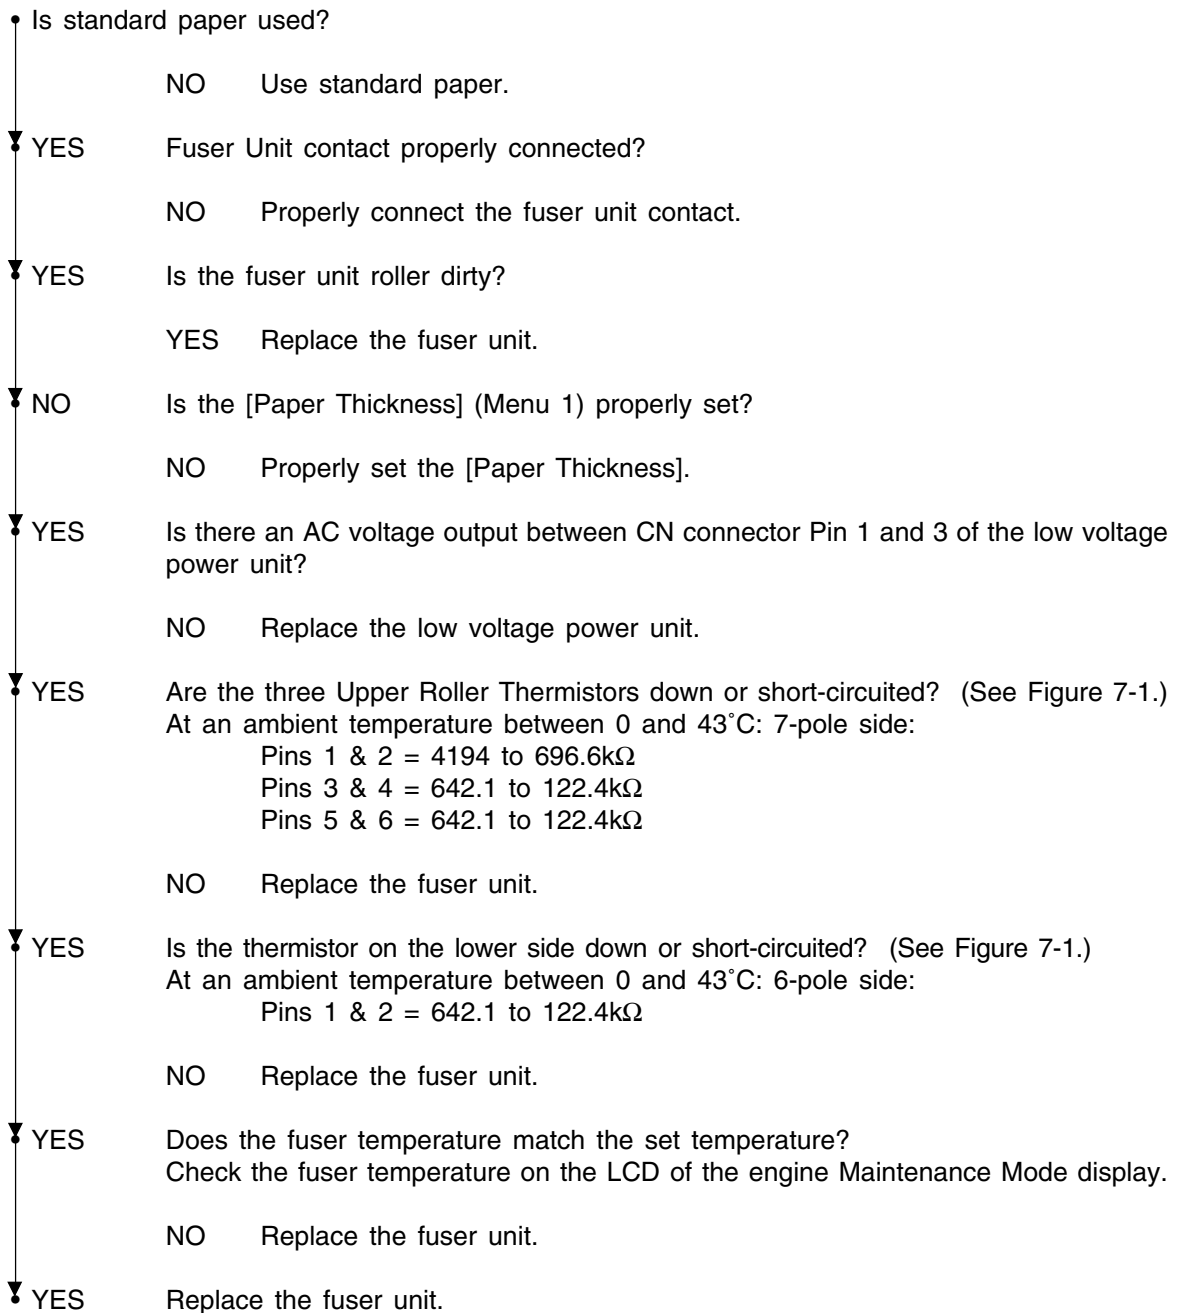 Is standard paper used?
NO Use standard paper.
YES Fuser Unit contact properly connected?
NO Properly connect the fuser unit contact.
YES Is the fuser unit roller dirty?
YES Replace the fuser unit.
NO Is the [Paper Thickness] (Menu 1) properly set?
NO Properly set the [Paper Thickness].
YES Is there an AC voltage output between CN connector Pin 1 and 3 of the low voltage
power unit?
NO Replace the low voltage power unit.
YES Are the three Upper Roller Thermistors down or short-circuited? (See Figure 7-1.)
At an ambient temperature between 0 and 43˚C: 7-pole side:
Pins 1 & 2 = 4194 to 696.6kΩ
Pins 3 & 4 = 642.1 to 122.4kΩ
Pins 5 & 6 = 642.1 to 122.4kΩ
NO Replace the fuser unit.
YES Is the thermistor on the lower side down or short-circuited? (See Figure 7-1.)
At an ambient temperature between 0 and 43˚C: 6-pole side:
Pins 1 & 2 = 642.1 to 122.4kΩ
NO Replace the fuser unit.
YES Does the fuser temperature match the set temperature?
Check the fuser temperature on the LCD of the engine Maintenance Mode display.
NO Replace the fuser unit.
YES Replace the fuser unit.